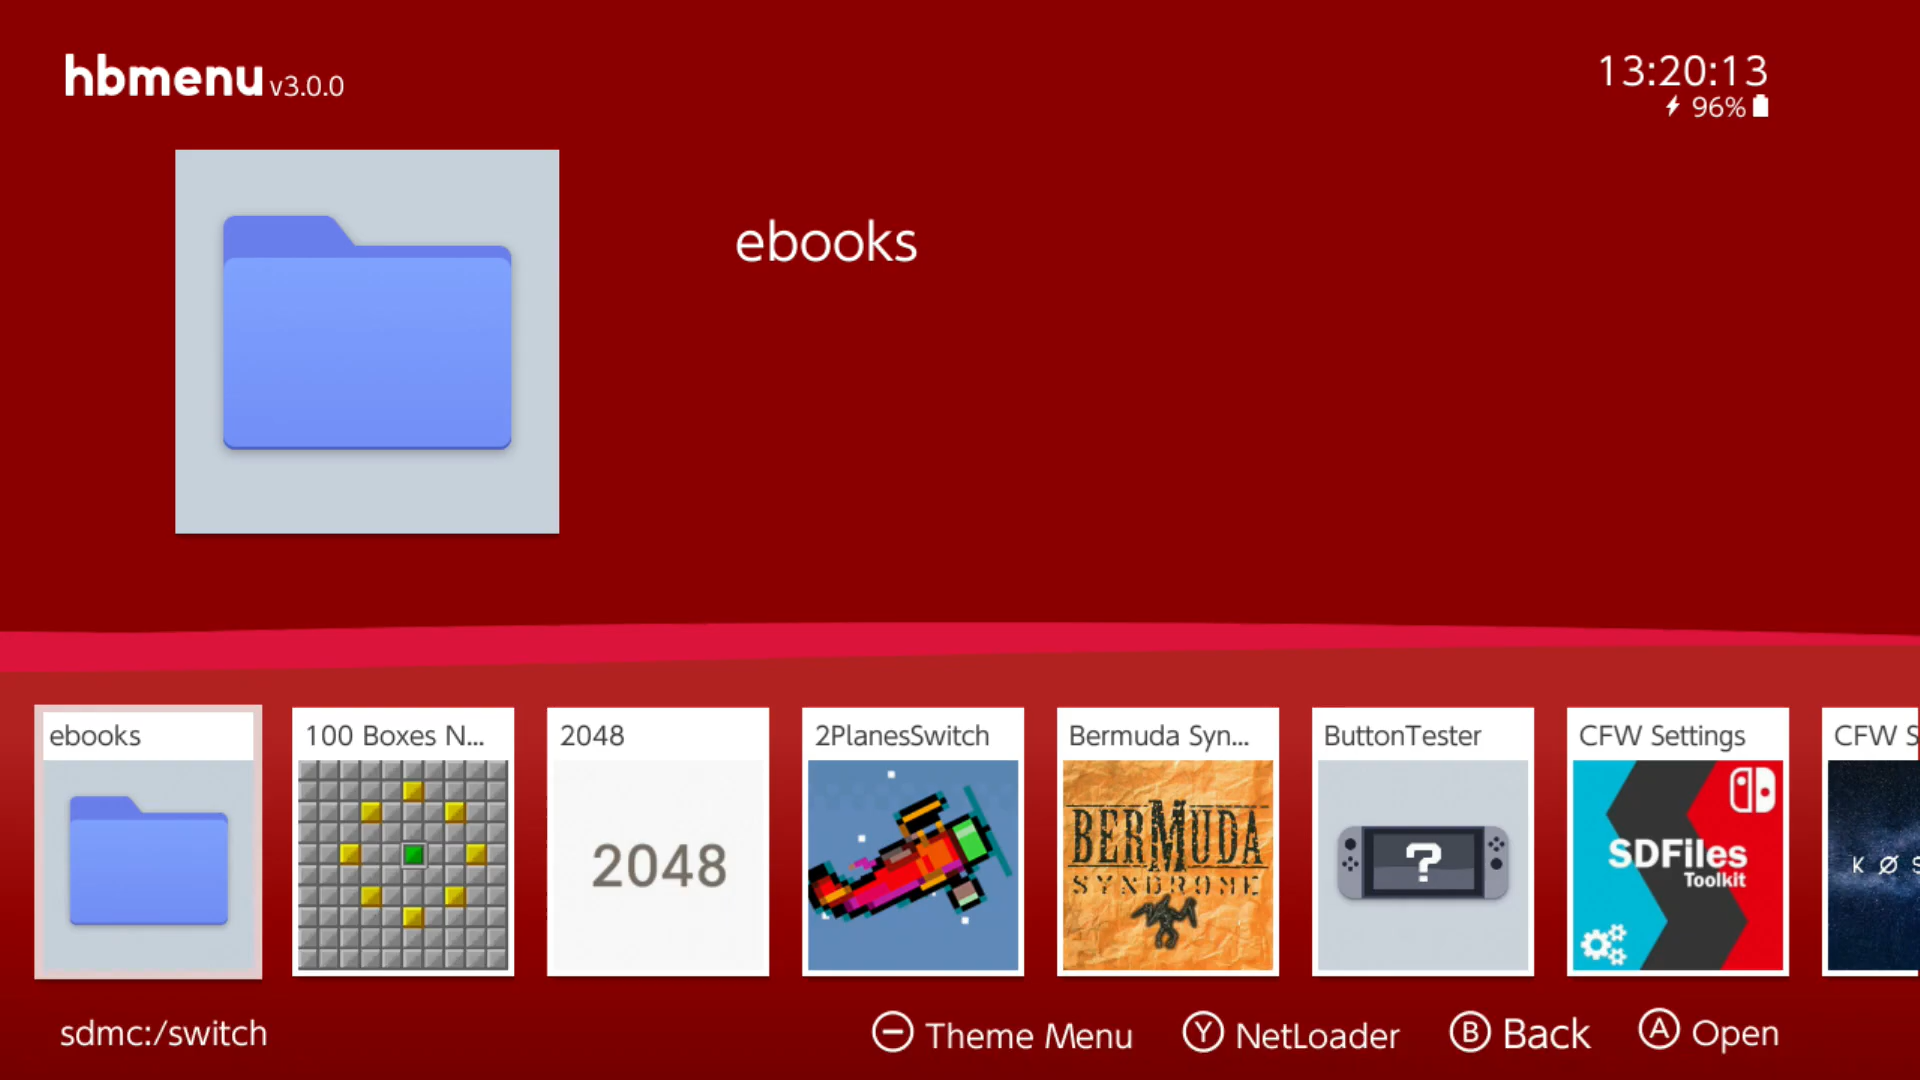 hbmenu v3.0.0
13:20:13
96%
ebooks
ebooks
100 Boxes N...
2048
2PlanesSwitch
Bermuda Syn...
ButtonTester
CFW Settings
CFW S
2048
BERMUDA
SYNDROME
?
SDFiles
Toolkit
K Ø S
sdmc:/switch
Theme Menu
Y NetLoader
B Back
A Open